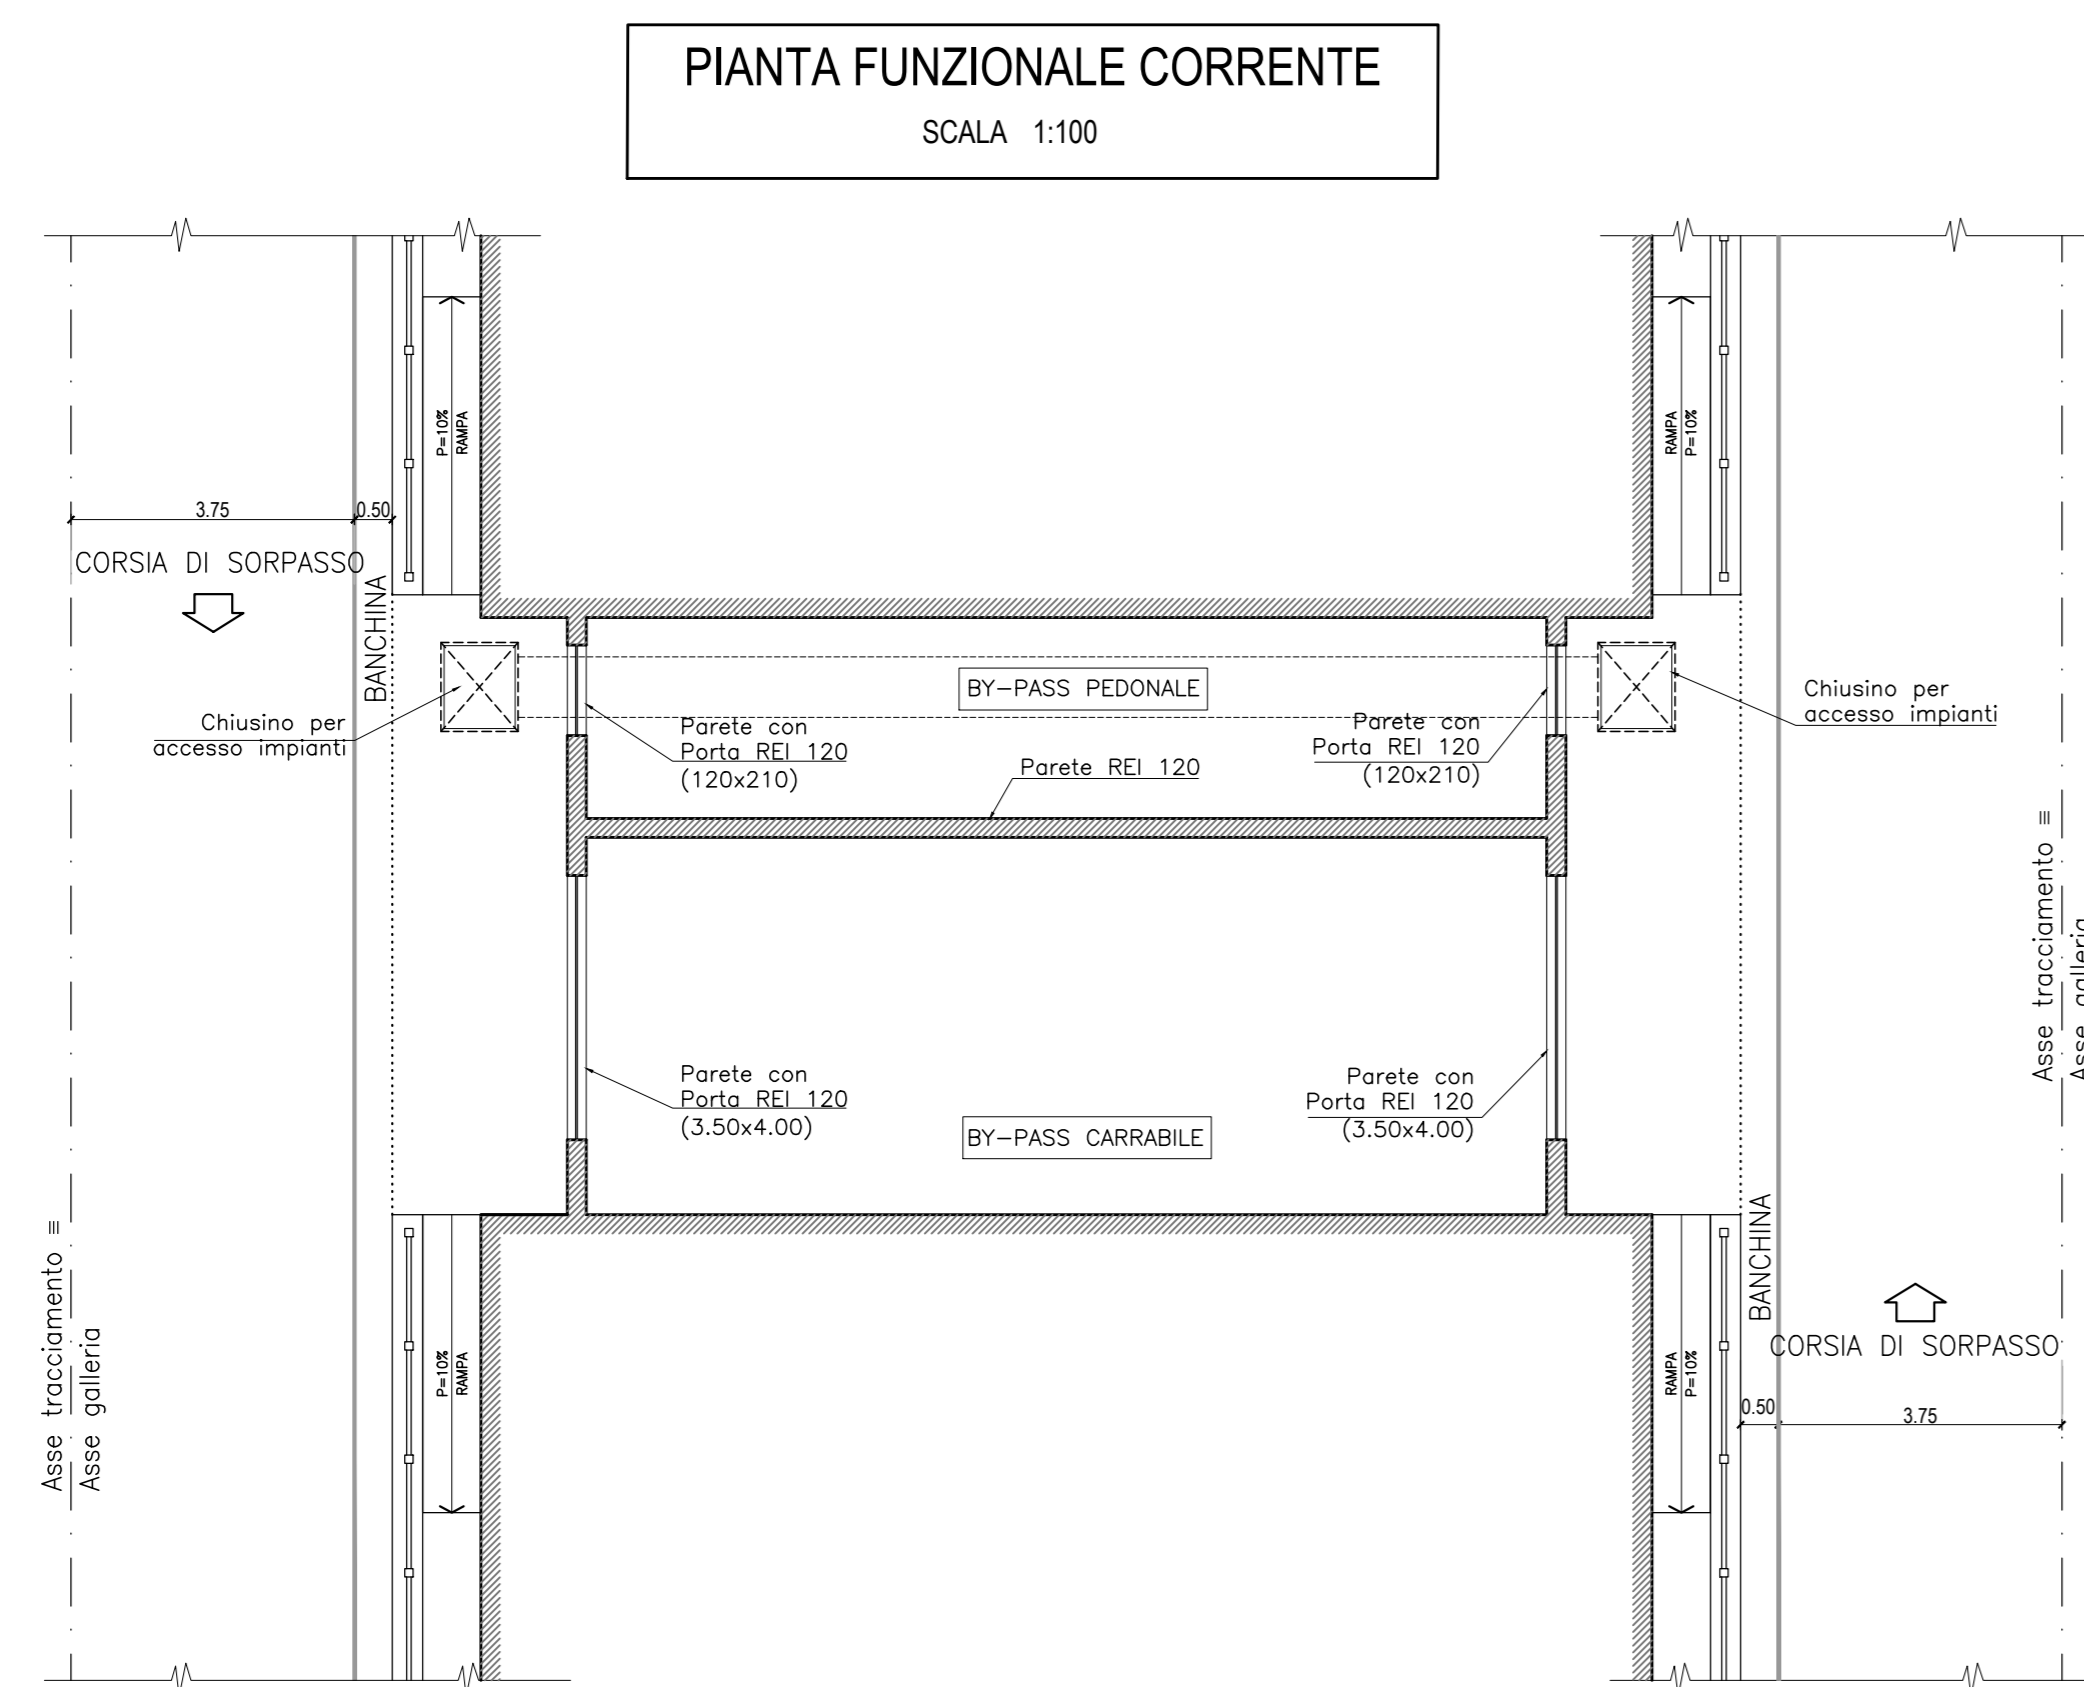 PIANTA FUNZIONALE CORRENTE
SCALA 1:100
P=10%
RAMPA
RAMPA
P=10%
3.75
0.50
CORSIA DI SORPASSO
BANCHINA
BY-PASS PEDONALE
Chiusino per
accesso impianti
Parete con
Porta REI 120
(120x210)
Parete REI 120
Parete con
Porta REI 120
(120x210)
Chiusino per
accesso impianti
Asse tracciamento ≡
Asse galleria
Parete con
Porta REI 120
(3.50x4.00)
BY-PASS CARRABILE
Parete con
Porta REI 120
(3.50x4.00)
Asse tracciamento ≡
Asse galleria
P=10%
RAMPA
RAMPA
P=10%
BANCHINA
CORSIA DI SORPASSO
0.50
3.75